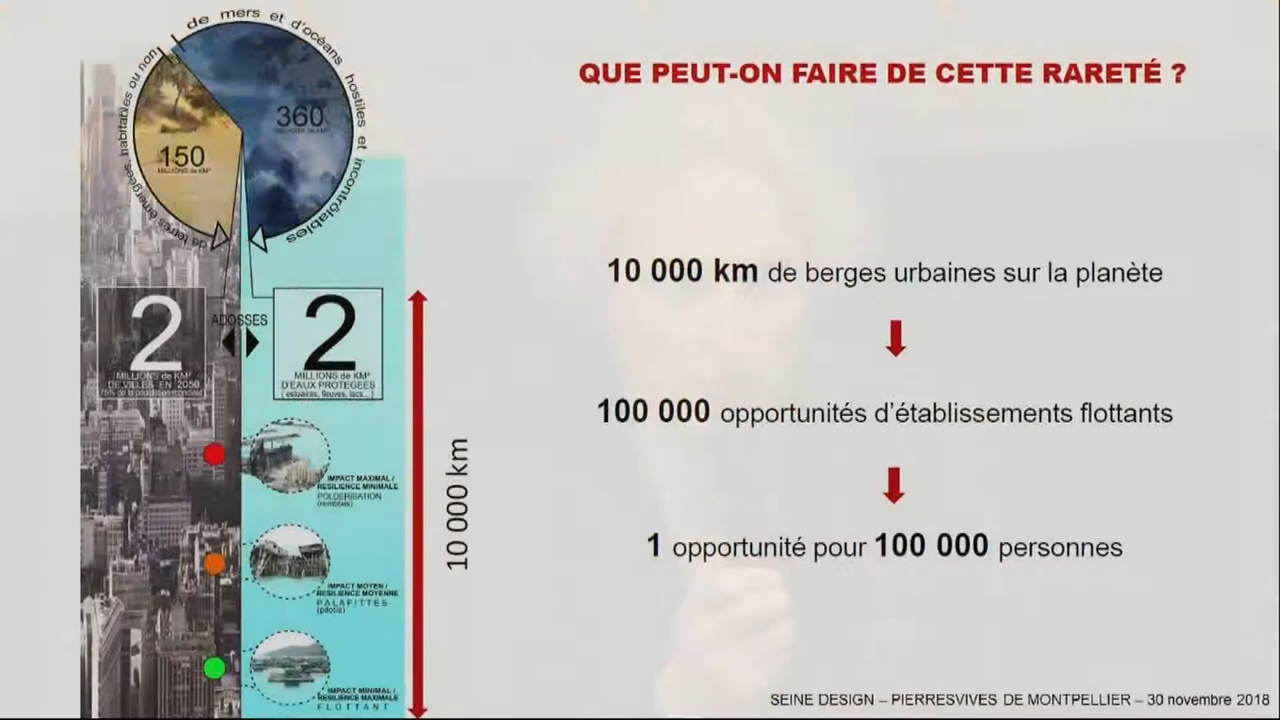 QUE PEUT-ON FAIRE DE CETTE RARETÉ ?
de mers et d'océans hostiles et incontrôlables
de terres émergées, habitables ou non
360
150
MILLIONS de KM²
2
MILLIONS de KM²
DE VILLES EN 2050
ADOSSES
2
MILLIONS de KM²
D'EAUX PROTEGEES
( estuaires, fleuves, lacs... )
10 000 km
IMPACT MAXIMAL /
RESILIENCE MINIMALE
POLDERISATION
(remblais)
IMPACT MOYEN /
RESILIENCE MOYENNE
PALAFITTES
(pilotis)
IMPACT MINIMAL /
RESILIENCE MAXIMALE
FLOTTANT
10 000 km de berges urbaines sur la planète
100 000 opportunités d'établissements flottants
1 opportunité pour 100 000 personnes
SEINE DESIGN – PIERRESVIVES DE MONTPELLIER – 30 novembre 2018